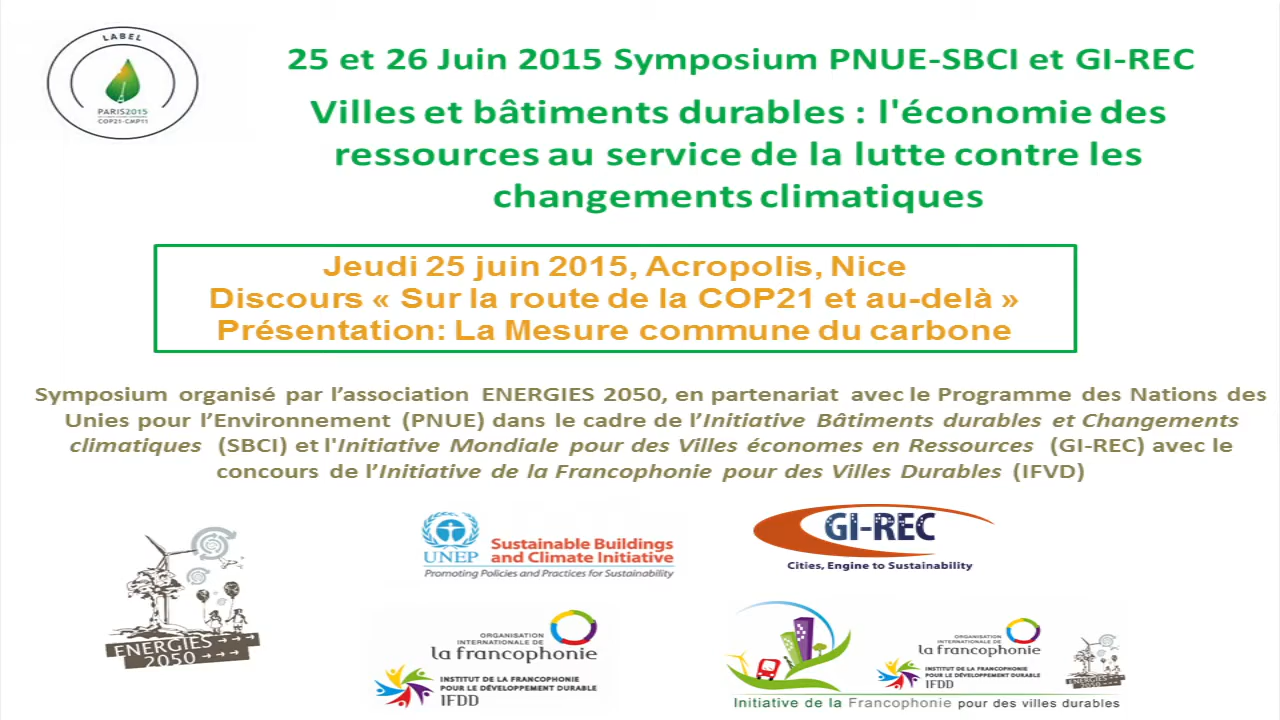 LABEL
PARIS2015
COP21·CMP11
25 et 26 Juin 2015 Symposium PNUE-SBCI et GI-REC
Villes et bâtiments durables : l'économie des
ressources au service de la lutte contre les
changements climatiques
Jeudi 25 juin 2015, Acropolis, Nice
Discours « Sur la route de la COP21 et au-delà »
Présentation: La Mesure commune du carbone
Symposium organisé par l’association ENERGIES 2050, en partenariat avec le Programme des Nations des
Unies pour l’Environnement (PNUE) dans le cadre de l’Initiative Bâtiments durables et Changements
climatiques (SBCI) et l'Initiative Mondiale pour des Villes économes en Ressources (GI-REC) avec le
concours de l’Initiative de la Francophonie pour des Villes Durables (IFVD)
ENERGIES
2050
UNEP
Sustainable Buildings
and Climate Initiative
Promoting Policies and Practices for Sustainability
GI-REC
Cities, Engine to Sustainability
ORGANISATION
INTERNATIONALE DE
la francophonie
INSTITUT DE LA FRANCOPHONIE
POUR LE DÉVELOPPEMENT DURABLE
IFDD
ORGANISATION
INTERNATIONALE DE
la francophonie
INSTITUT DE LA FRANCOPHONIE
POUR LE DÉVELOPPEMENT DURABLE
IFDD
ENERGIES
2050
Initiative de la Francophonie pour des villes durables